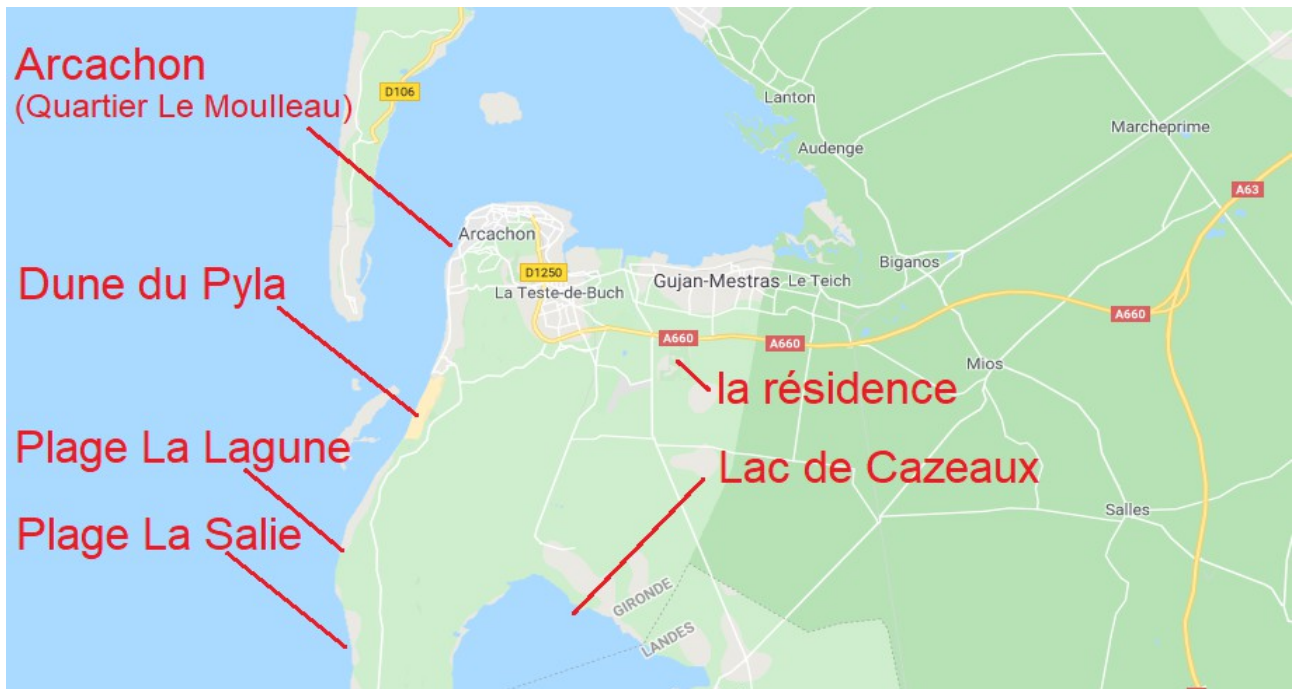 Arcachon
(Quartier Le Moulleau)
D106
Lanton
Marcheprime
Audenge
A63
Arcachon
Dune du Pyla
D1250
La Teste-de-Buch
Gujan-Mestras
Le Teich
Biganos
A660
A660
A660
la résidence
Mios
Plage La Lagune
Lac de Cazeaux
Plage La Salie
Salles
GIRONDE
LANDES